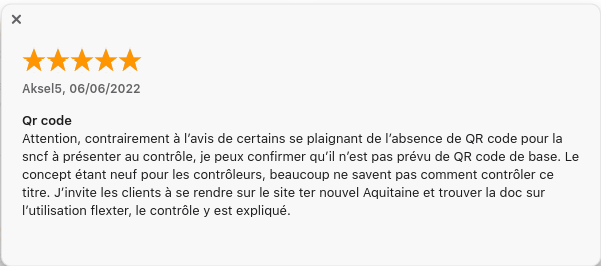 Aksel5, 06/06/2022
Qr code
Attention, contrairement à l’avis de certains se plaignant de l’absence de QR code pour la
sncf à présenter au contrôle, je peux confirmer qu’il n’est pas prévu de QR code de base. Le
concept étant neuf pour les contrôleurs, beaucoup ne savent pas comment contrôler ce
titre. J’invite les clients à se rendre sur le site ter nouvel Aquitaine et trouver la doc sur
l’utilisation flexter, le contrôle y est expliqué.